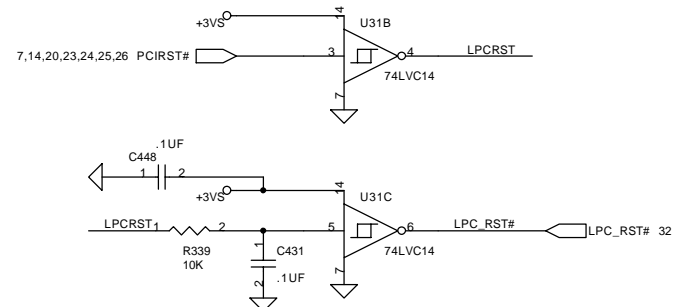 +3VS
14
U31B
7,14,20,23,24,25,26 PCIRST#
3
4
LPCRST
74LVC14
7
.1UF
C448
1 2
+3VS
14
U31C
LPCRST
1
2
5
6
LPC_RST#
LPC_RST# 32
R339
10K
1
C431
74LVC14
2
.1UF
7